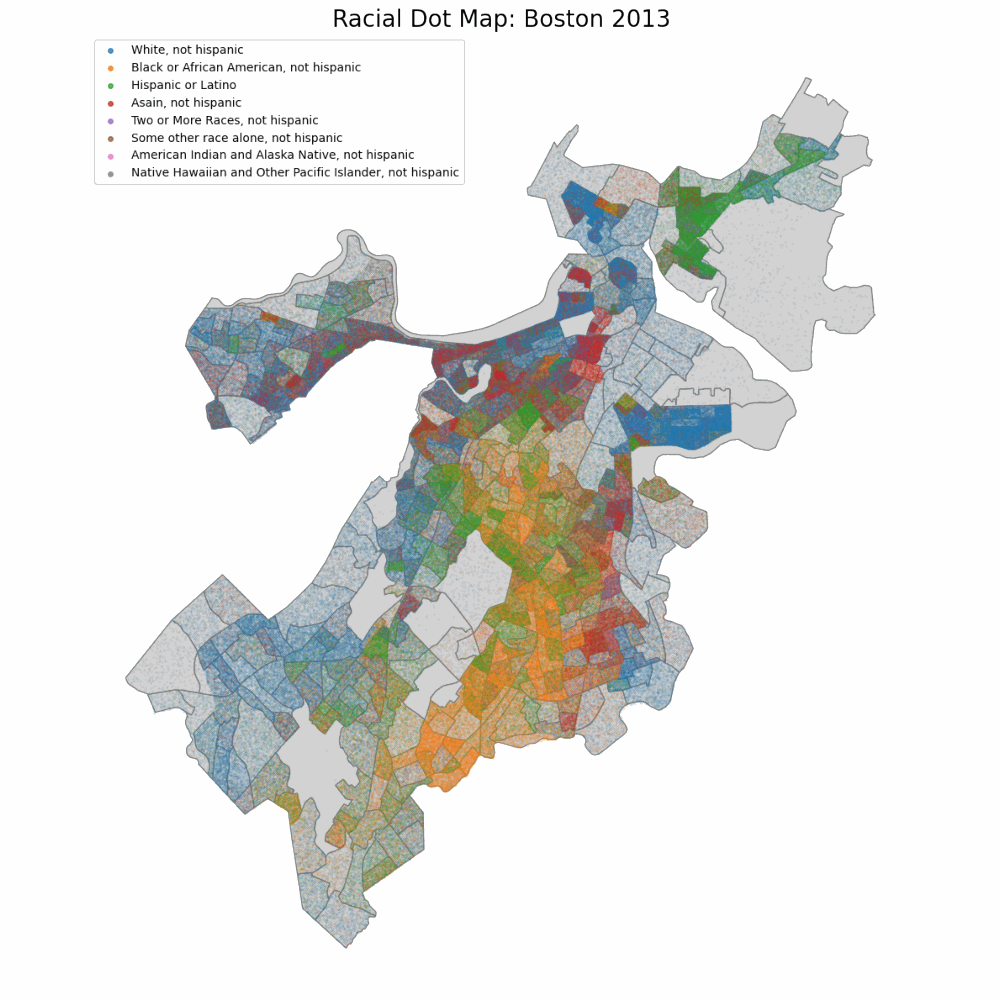 Racial Dot Map: Boston 2013
White, not hispanic
Black or African American, not hispanic
Hispanic or Latino
Asain, not hispanic
Two or More Races, not hispanic
Some other race alone, not hispanic
American Indian and Alaska Native, not hispanic
Native Hawaiian and Other Pacific Islander, not hispanic